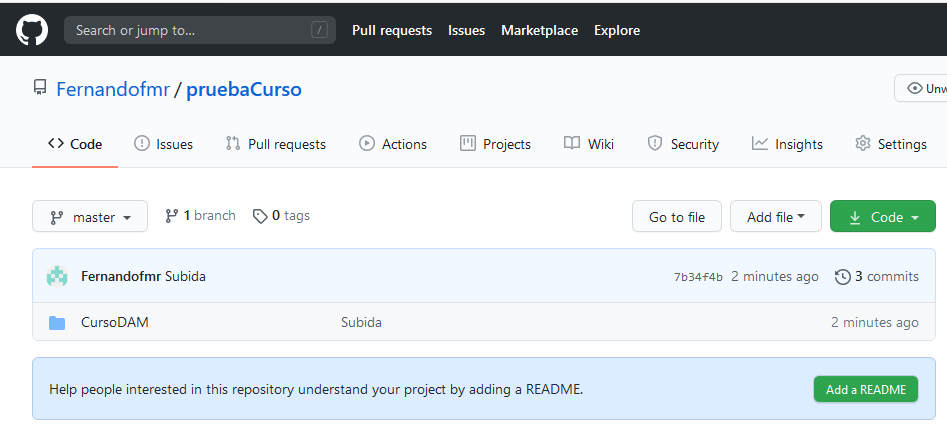 Search or jump to... / Pull requests Issues Marketplace Explore
Fernandofmr / pruebaCurso
Code Issues Pull requests Actions Projects Wiki Security Insights Settings
master 1 branch 0 tags Go to file Add file Code
Fernandofmr Subida 7b34f4b 2 minutes ago 3 commits
CursoDAM Subida 2 minutes ago
Help people interested in this repository understand your project by adding a README. Add a README